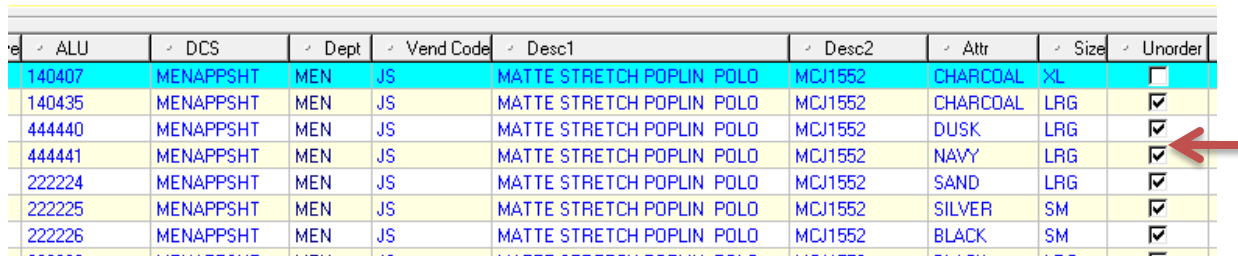 ALU DCS Dept Vend Code Desc1 Desc2 Attr Size Unorder
140407 MENAPPSHT MEN JS MATTE STRETCH POPLIN POLO MCJ1552 CHARCOAL XL
140435 MENAPPSHT MEN JS MATTE STRETCH POPLIN POLO MCJ1552 CHARCOAL LRG
444440 MENAPPSHT MEN JS MATTE STRETCH POPLIN POLO MCJ1552 DUSK LRG
444441 MENAPPSHT MEN JS MATTE STRETCH POPLIN POLO MCJ1552 NAVY LRG
222224 MENAPPSHT MEN JS MATTE STRETCH POPLIN POLO MCJ1552 SAND LRG
222225 MENAPPSHT MEN JS MATTE STRETCH POPLIN POLO MCJ1552 SILVER SM
222226 MENAPPSHT MEN JS MATTE STRETCH POPLIN POLO MCJ1552 BLACK SM